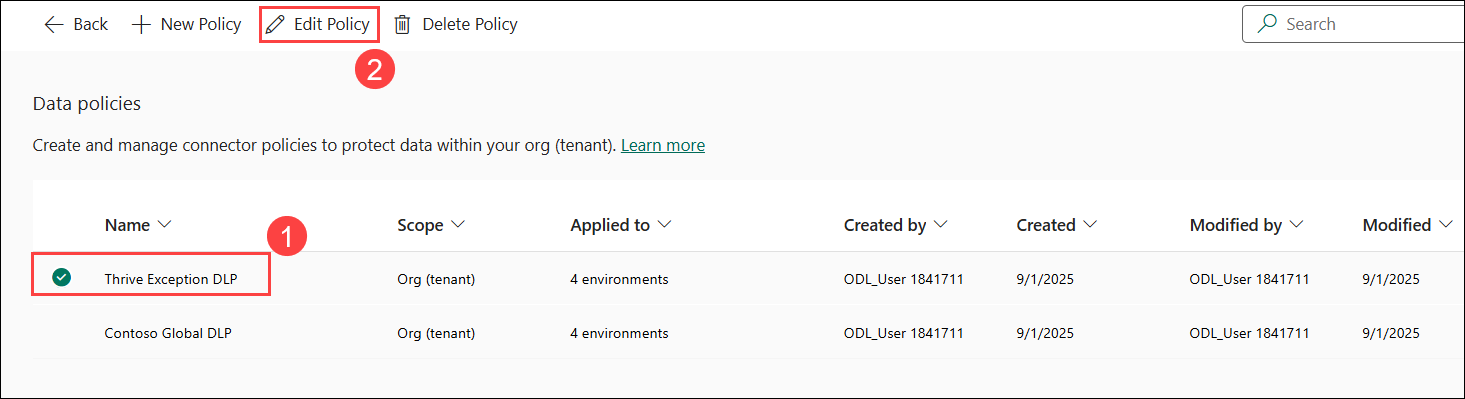 Back New Policy Edit Policy Delete Policy Search
2
Data policies
Create and manage connector policies to protect data within your org (tenant). Learn more
1
Name Scope Applied to Created by Created Modified by Modified
Thrive Exception DLP Org (tenant) 4 environments ODL_User 1841711 9/1/2025 ODL_User 1841711 9/1/2025
Contoso Global DLP Org (tenant) 4 environments ODL_User 1841711 9/1/2025 ODL_User 1841711 9/1/2025